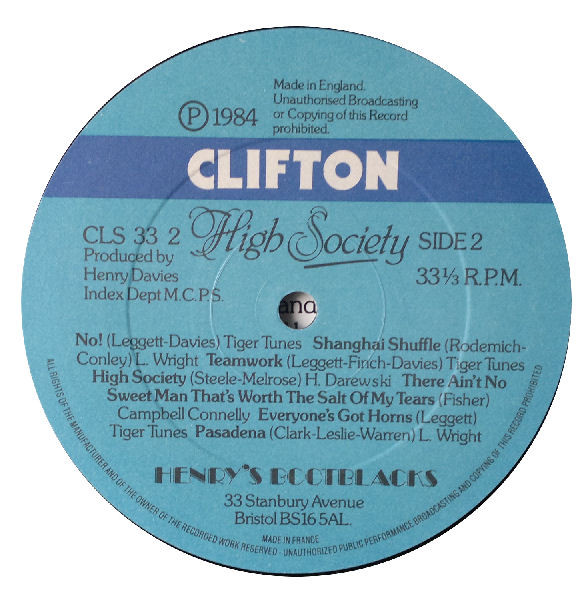 Made in England.
Unauthorised Broadcasting
or Copying of this Record
prohibited.
Ⓟ 1984
CLIFTON
CLS 33 2
High Society
SIDE 2
Produced by
Henry Davies
Index Dept M.C.P.S.
33⅓ R.P.M.
ana
No! (Leggett-Davies) Tiger Tunes Shanghai Shuffle (Rodemich-
Conley) L. Wright Teamwork (Leggett-Finch-Davies) Tiger Tunes
High Society (Steele-Melrose) H. Darewski There Ain't No
Sweet Man That's Worth The Salt Of My Tears (Fisher)
Campbell Connelly Everyone's Got Horns (Leggett)
Tiger Tunes Pasadena (Clark-Leslie-Warren) L. Wright
HENRY'S BOOTBLACKS
33 Stanbury Avenue
Bristol BS16 5AL.
MADE IN FRANCE
ALL RIGHTS OF THE MANUFACTURER AND OF THE OWNER OF THE RECORDED WORK RESERVED - UNAUTHORIZED PUBLIC PERFORMANCE, BROADCASTING AND COPYING OF THIS RECORD PROHIBITED